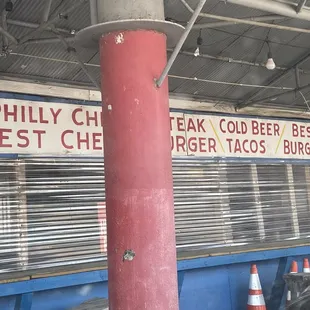 PHILLY CH TEAK COLD BEER BES
EST CHE URGER TACOS BURG